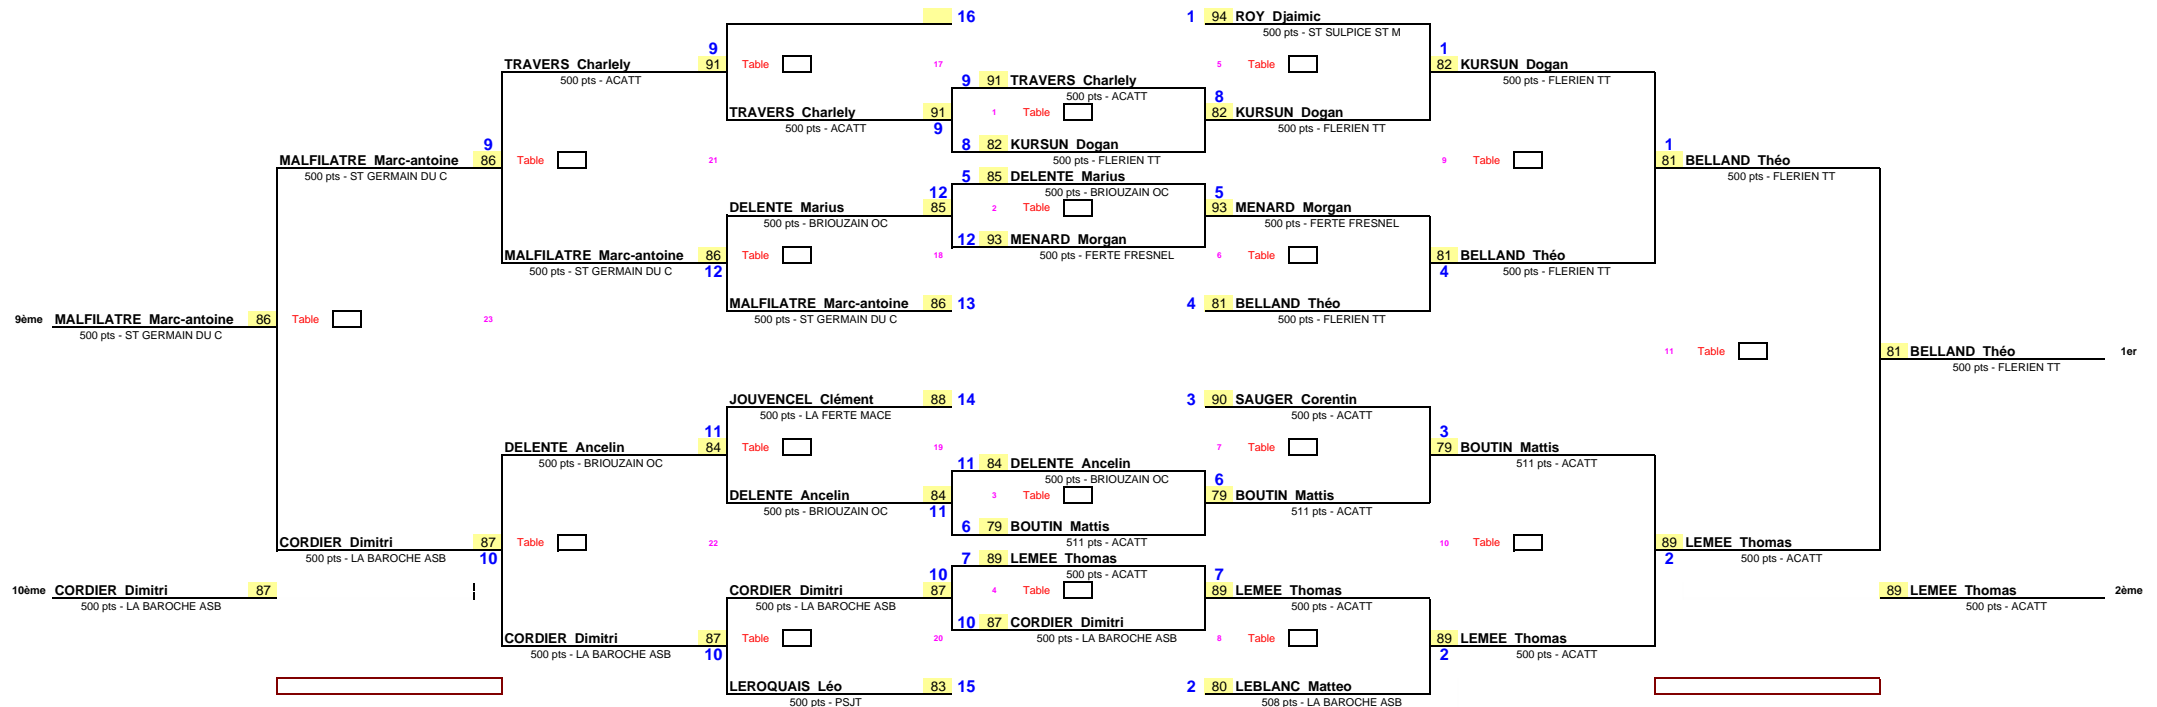 16 1 94 ROY Djaimic
500 pts - ST SULPICE ST M
9 1
TRAVERS Charlely 91 Table 17 5 Table 82 KURSUN Dogan
500 pts - ACATT 9 91 TRAVERS Charlely 500 pts - FLERIEN TT
500 pts - ACATT 8
TRAVERS Charlely 91 1 Table 82 KURSUN Dogan
500 pts - ACATT 9 500 pts - FLERIEN TT
9 8 82 KURSUN Dogan 1
MALFILATRE Marc-antoine 86 Table 21 500 pts - FLERIEN TT 9 Table 81 BELLAND Théo
500 pts - ST GERMAIN DU C 5 85 DELENTE Marius 500 pts - FLERIEN TT
12 500 pts - BRIOUZAIN OC 5
DELENTE Marius 85 2 Table 93 MENARD Morgan
500 pts - BRIOUZAIN OC 500 pts - FERTE FRESNEL
12 93 MENARD Morgan
MALFILATRE Marc-antoine 86 Table 18 500 pts - FERTE FRESNEL 6 Table 81 BELLAND Théo
500 pts - ST GERMAIN DU C 12 4 500 pts - FLERIEN TT
MALFILATRE Marc-antoine 86 13 4 81 BELLAND Théo
9ème MALFILATRE Marc-antoine 86 Table 23 500 pts - ST GERMAIN DU C 500 pts - FLERIEN TT
500 pts - ST GERMAIN DU C
11 Table 81 BELLAND Théo 1er
500 pts - FLERIEN TT
JOUVENCEL Clément 88 14 3 90 SAUGER Corentin
500 pts - LA FERTE MACE 500 pts - ACATT
11 3
DELENTE Ancelin 84 Table 19 7 Table 79 BOUTIN Mattis
500 pts - BRIOUZAIN OC 11 84 DELENTE Ancelin 511 pts - ACATT
500 pts - BRIOUZAIN OC 6
DELENTE Ancelin 84 3 Table 79 BOUTIN Mattis
500 pts - BRIOUZAIN OC 11 511 pts - ACATT
6 79 BOUTIN Mattis
CORDIER Dimitri 87 Table 22 511 pts - ACATT 10 Table 89 LEMEE Thomas
500 pts - LA BAROCHE ASB 10 7 89 LEMEE Thomas 2 500 pts - ACATT
10 500 pts - ACATT 7
10ème CORDIER Dimitri 87 CORDIER Dimitri 87 4 Table 89 LEMEE Thomas 89 LEMEE Thomas 2ème
500 pts - LA BAROCHE ASB 500 pts - LA BAROCHE ASB 500 pts - ACATT 500 pts - ACATT
10 87 CORDIER Dimitri
CORDIER Dimitri 87 Table 20 500 pts - LA BAROCHE ASB 8 Table 89 LEMEE Thomas
500 pts - LA BAROCHE ASB 10 2 500 pts - ACATT
LEROQUAIS Léo 83 15 2 80 LEBLANC Matteo
500 pts - PSJT 508 pts - LA BAROCHE ASB